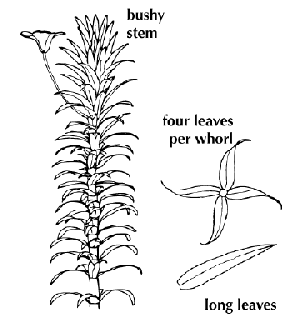 bushy
stem
four leaves
per whorl
long leaves